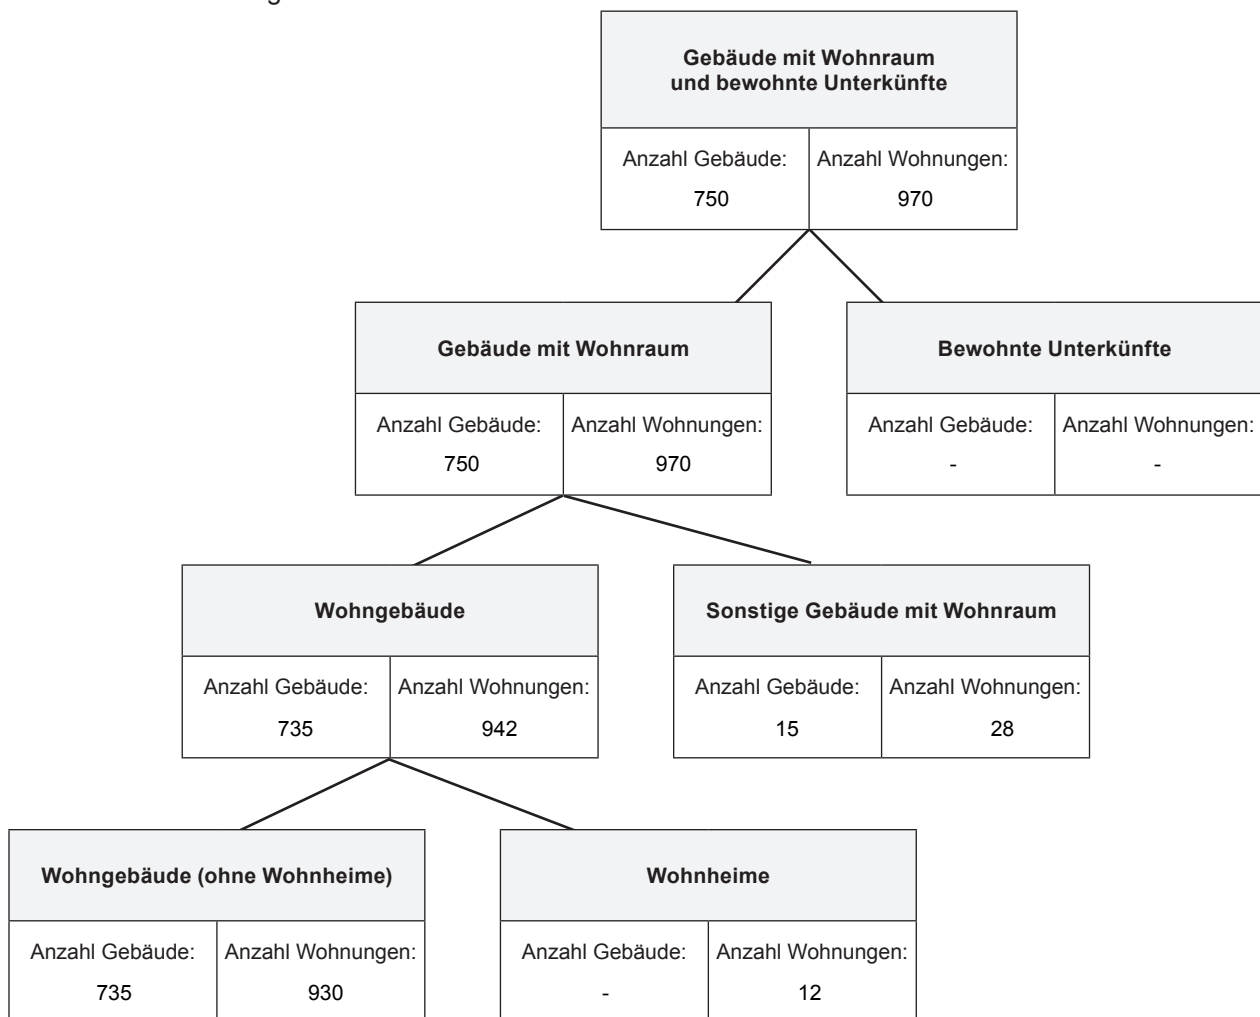 Gebäude mit Wohnraum
und bewohnte Unterkünfte
Anzahl Gebäude: Anzahl Wohnungen:
750 970
Gebäude mit Wohnraum
Anzahl Gebäude: Anzahl Wohnungen:
750 970
Bewohnte Unterkünfte
Anzahl Gebäude: Anzahl Wohnungen:
- -
Wohngebäude
Anzahl Gebäude: Anzahl Wohnungen:
735 942
Sonstige Gebäude mit Wohnraum
Anzahl Gebäude: Anzahl Wohnungen:
15 28
Wohngebäude (ohne Wohnheime)
Anzahl Gebäude: Anzahl Wohnungen:
735 930
Wohnheime
Anzahl Gebäude: Anzahl Wohnungen:
- 12